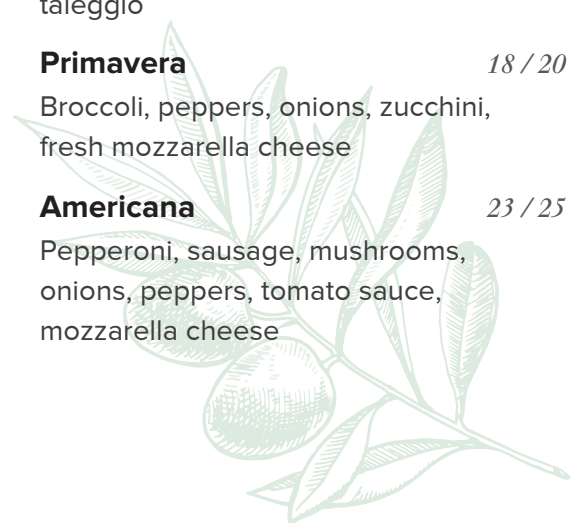 taleggio
Primavera 18 / 20
Broccoli, peppers, onions, zucchini,
fresh mozzarella cheese
Americana 23 / 25
Pepperoni, sausage, mushrooms,
onions, peppers, tomato sauce,
mozzarella cheese